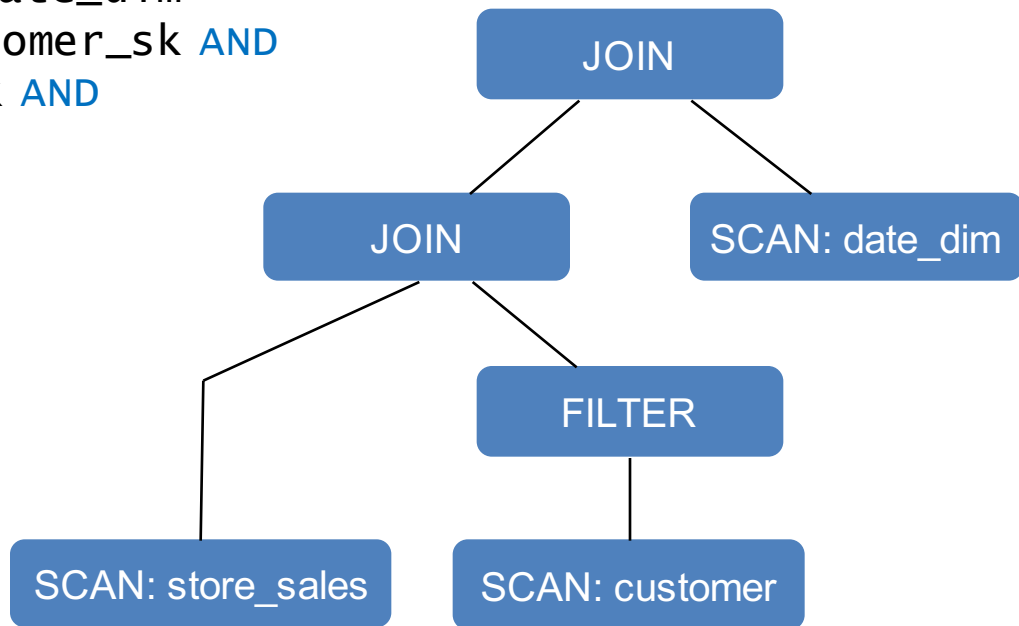 omer_sk AND
AND
JOIN
JOIN
SCAN: date_dim
FILTER
SCAN: store_sales
SCAN: customer